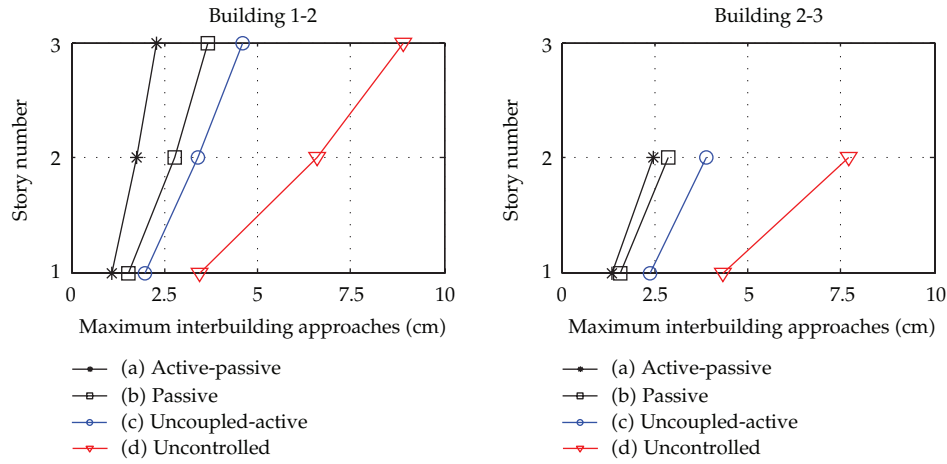 Building 1-2
3
2
1
Story number
0
2.5
5
7.5
10
Maximum interbuilding approaches (cm)
(a) Active-passive
(b) Passive
(c) Uncoupled-active
(d) Uncontrolled
Building 2-3
3
2
1
Story number
0
2.5
5
7.5
10
Maximum interbuilding approaches (cm)
(a) Active-passive
(b) Passive
(c) Uncoupled-active
(d) Uncontrolled